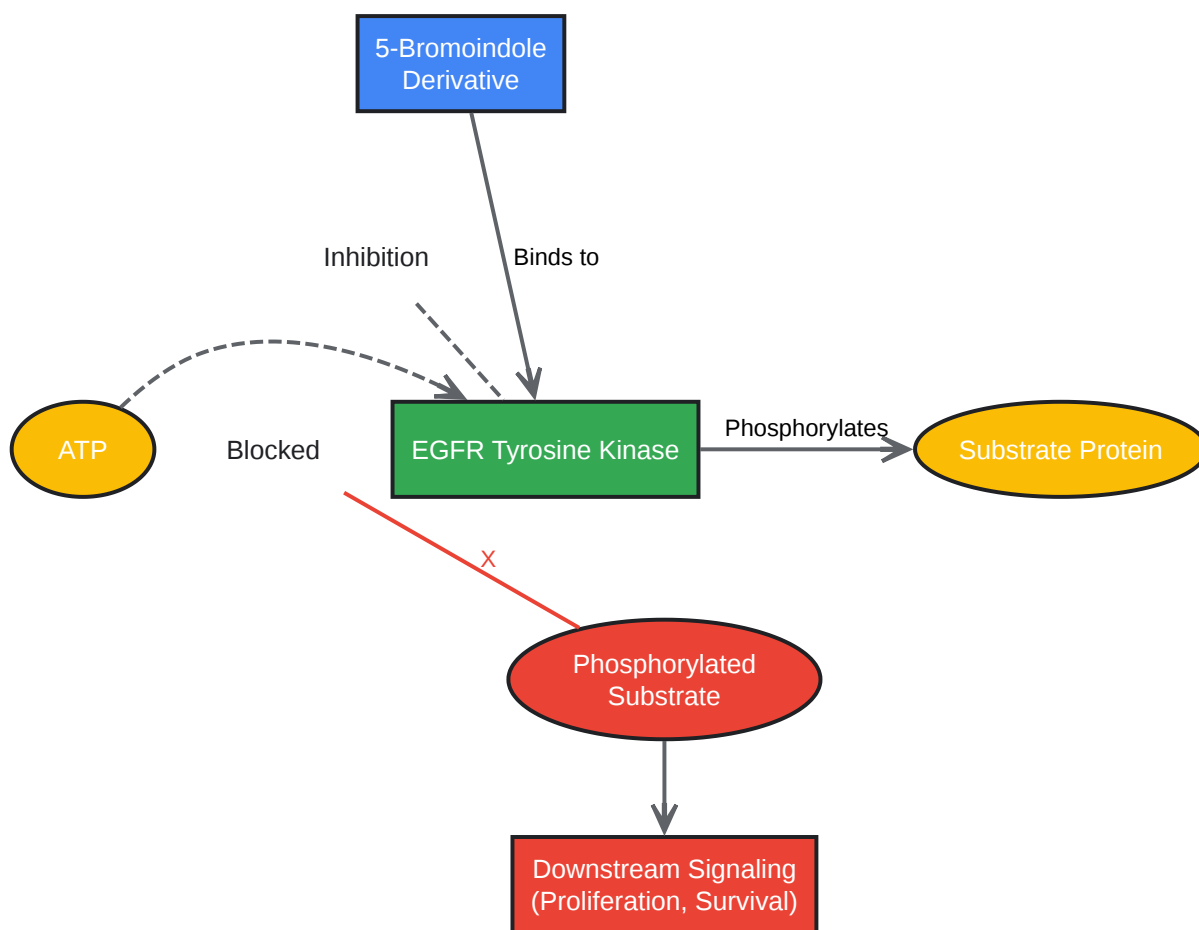 5-Bromoindole
Derivative
Inhibition
Binds to
ATP
Blocked
EGFR Tyrosine Kinase
Phosphorylates
Substrate Protein
X
Phosphorylated
Substrate
Downstream Signaling
(Proliferation, Survival)